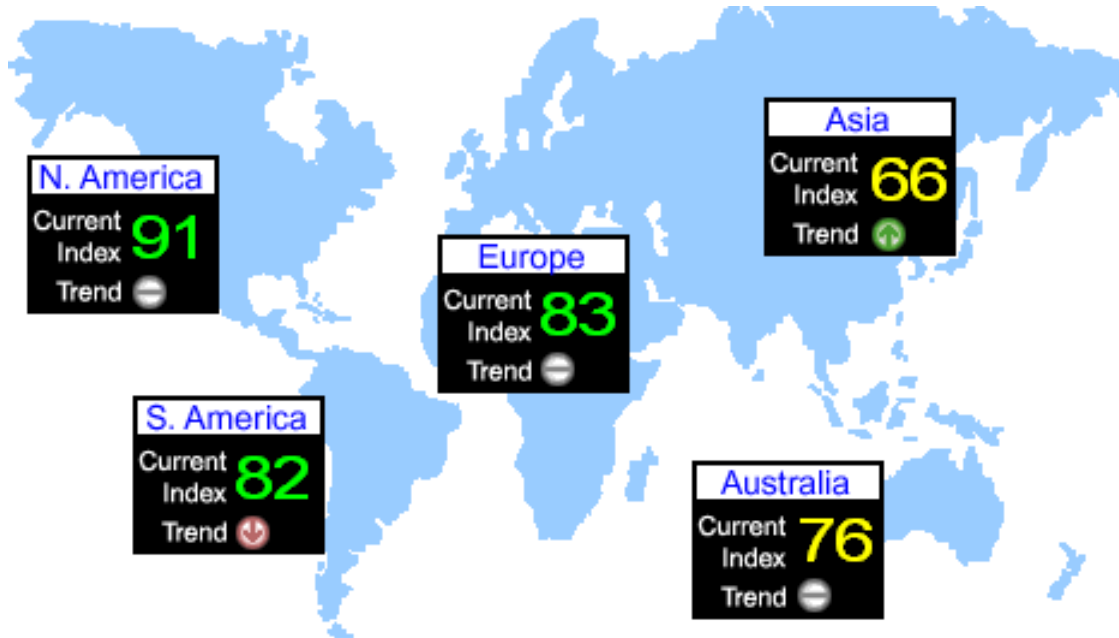 N. America
Current
Index
91
Trend
S. America
Current
Index
82
Trend
Europe
Current
Index
83
Trend
Asia
Current
Index
66
Trend
Australia
Current
Index
76
Trend